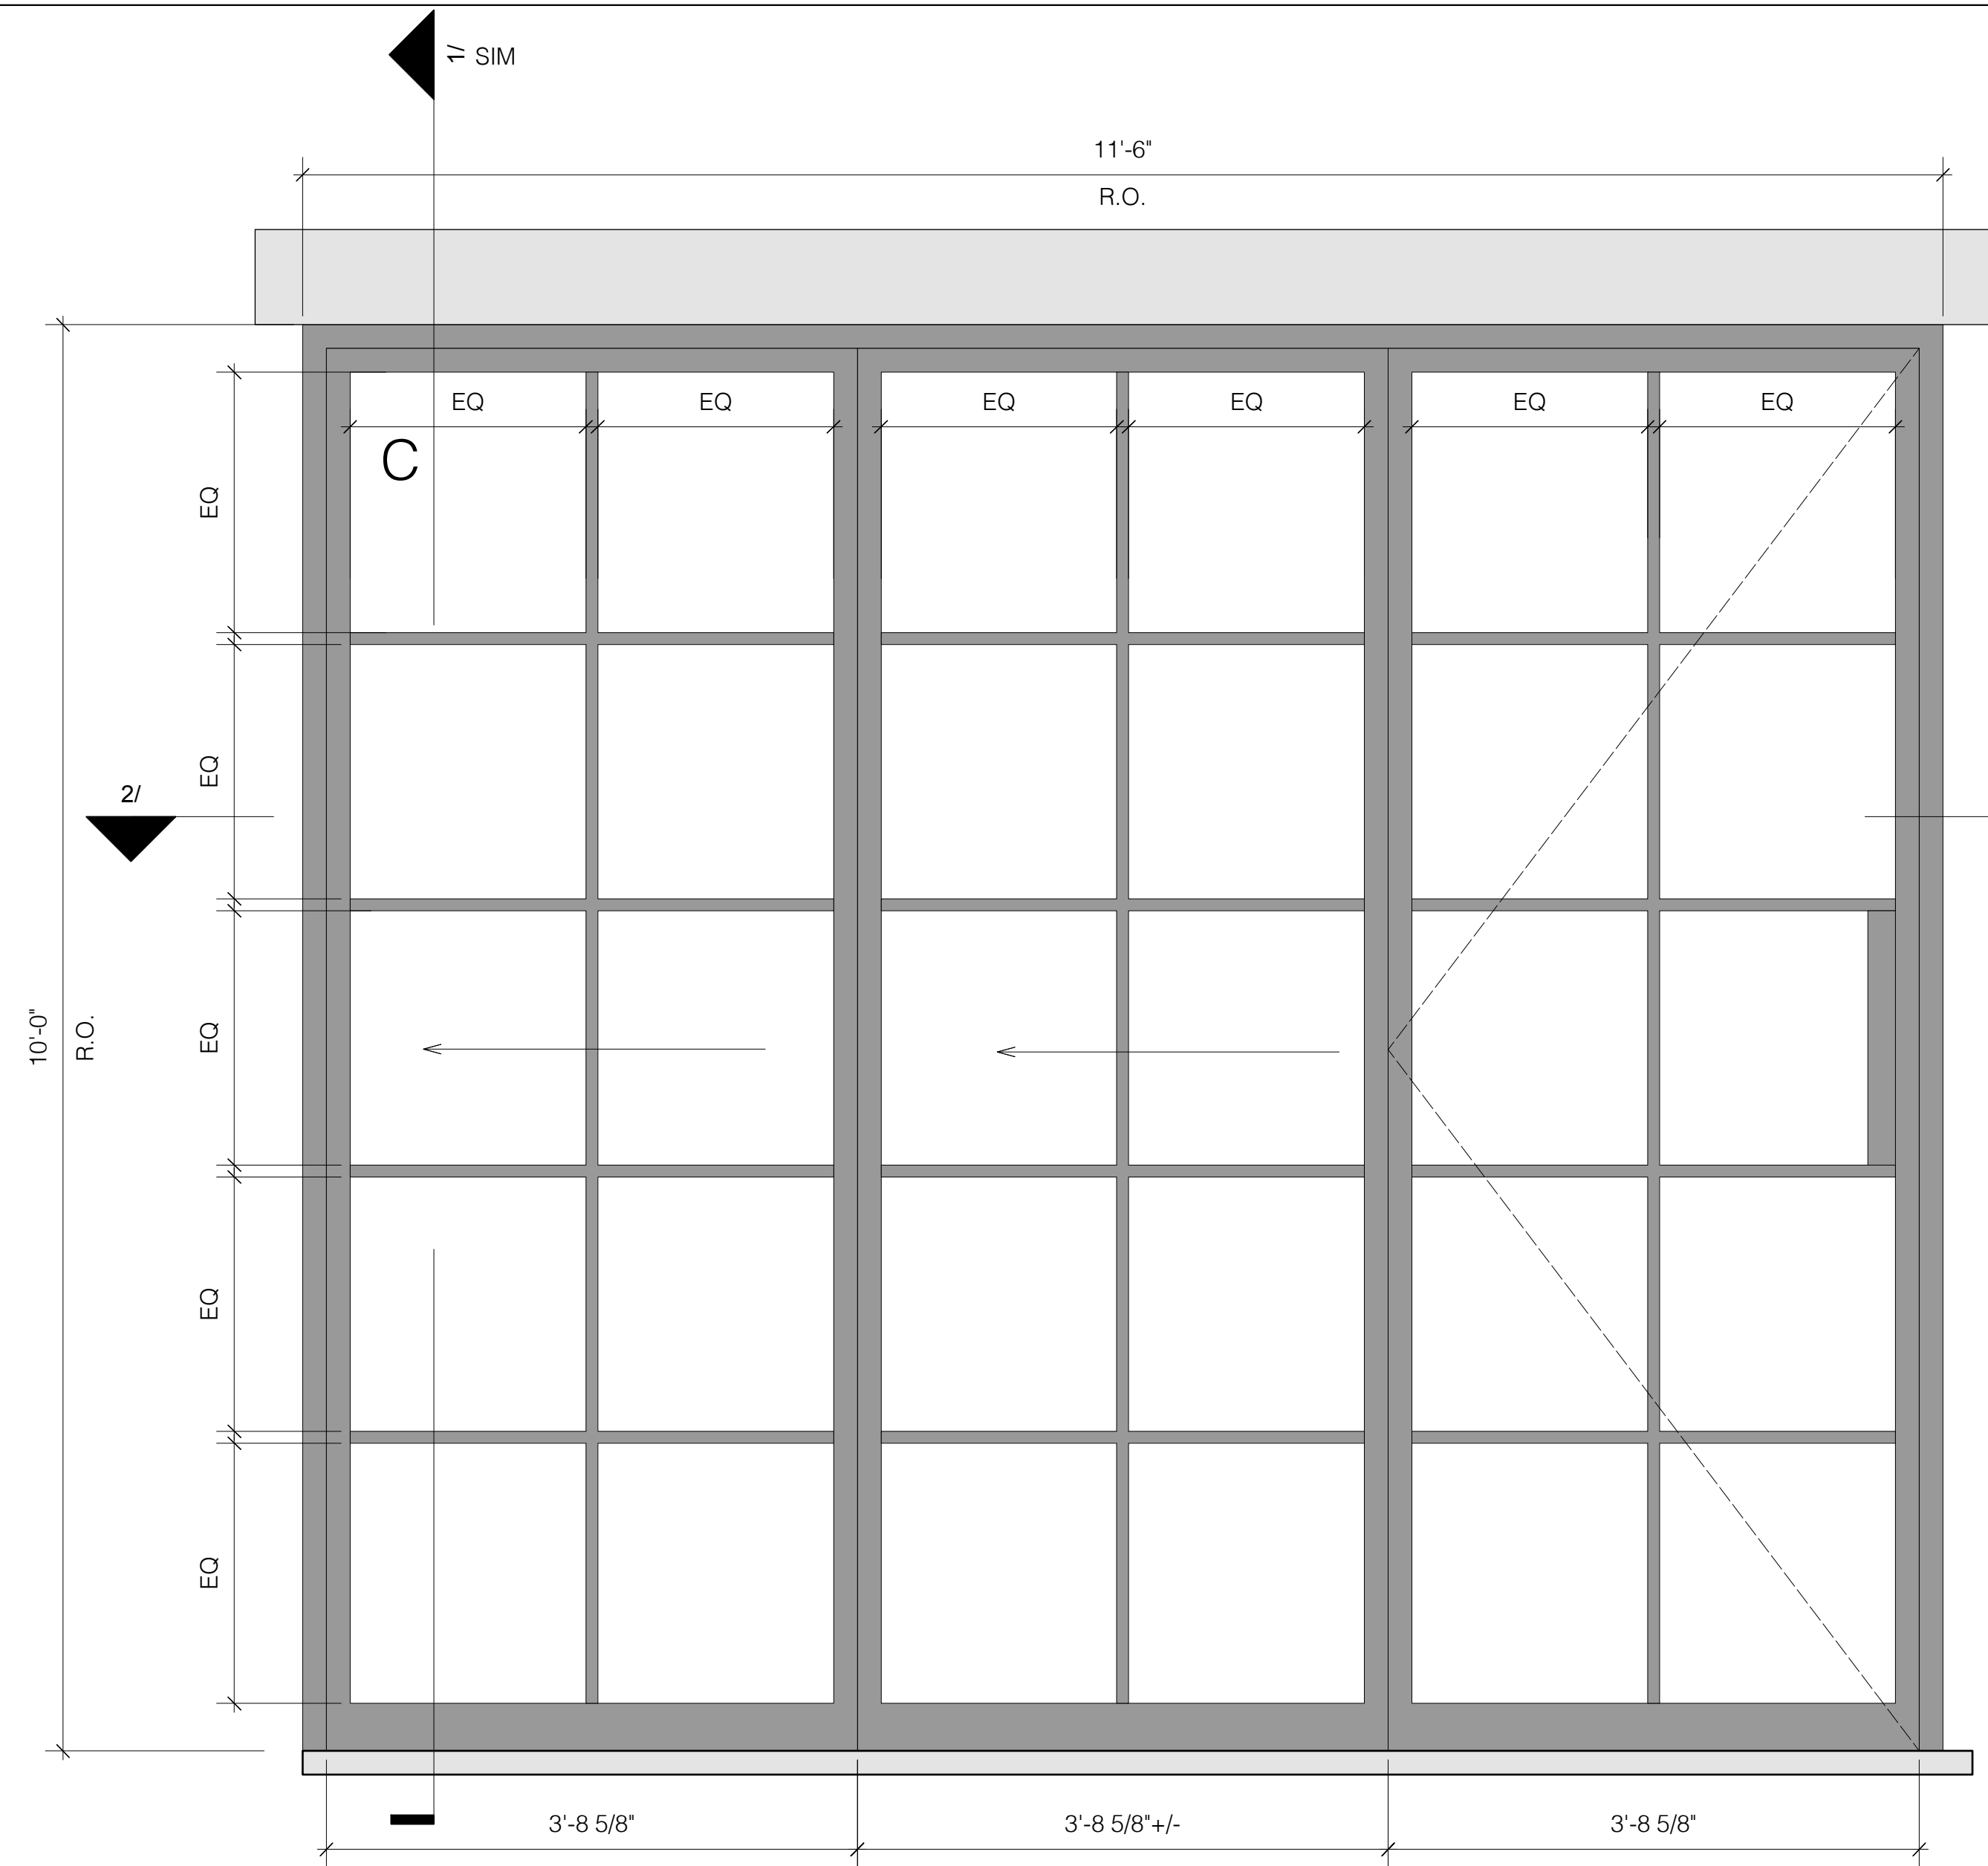 1/ SIM
11'-6"
R.O.
EQ EQ EQ EQ EQ EQ
C
EQ
EQ
2/
EQ
10'-0"
R.O.
EQ
EQ
3'-8 5/8" 3'-8 5/8"+/- 3'-8 5/8"